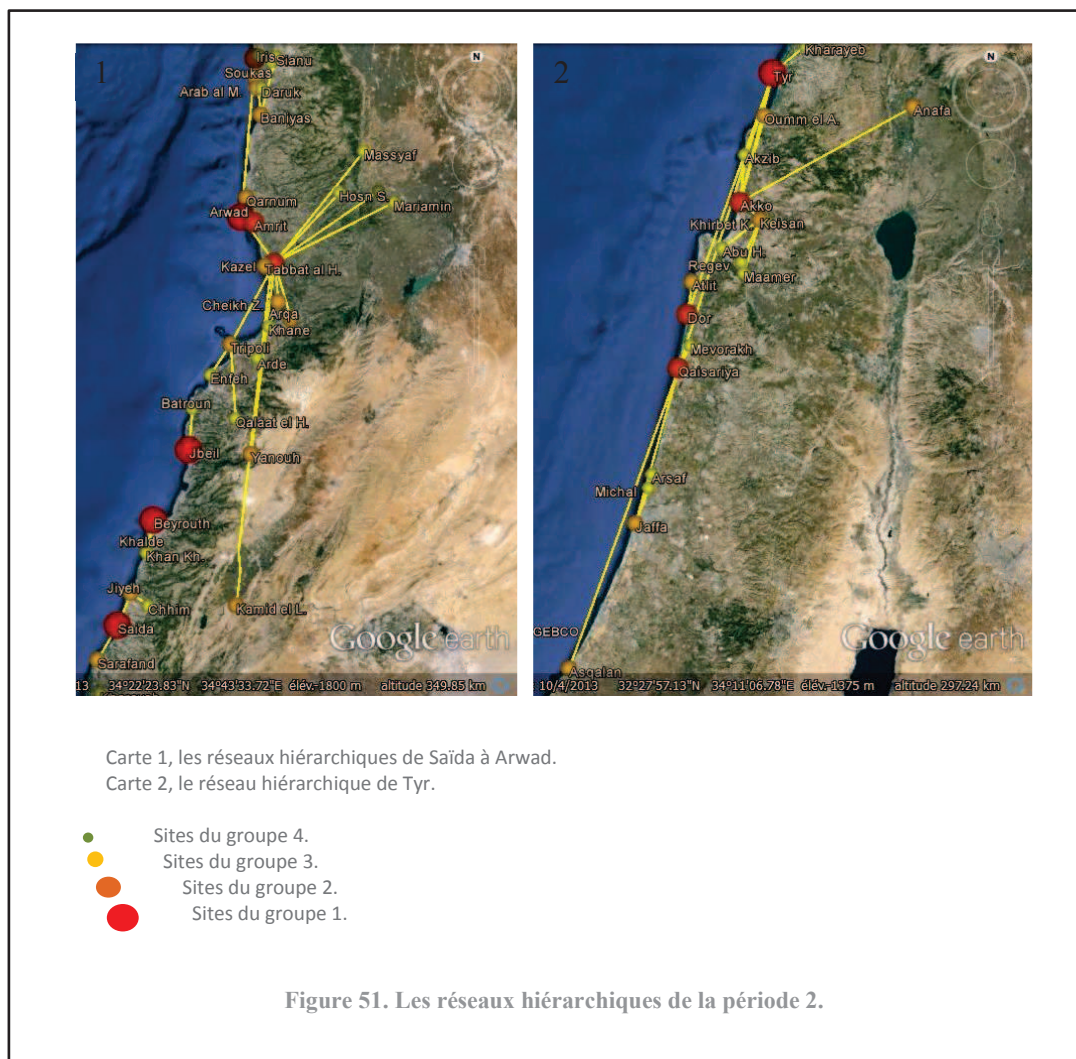 1
N
Iris
Sianu
Soukas
Arab al M.
Daruk
Baniyas
Massyaf
Qarnum
Hosn S.
Mariamin
Arwad
Amrit
Kazel
Tabbat al H.
Cheikh Z.
Arqa
Khane
Tripoli
Arde
Enfeh
Batroun
Qalaat el H.
Jbeil
Yanouh
Beyrouth
Khalde
Khan Kh.
Jiyeh
Chhim
Kamid el L.
Saïda
Google earth
Sarafand
13 34°22'23.83"N 34°43'33.72"E élév.-1800 m altitude 349.85 km
2
N
Kharayeb
Tyr
Oumm el A.
Anafa
Akzib
Akko
Khirbet K.
Keisan
Abu H.
Regev
Maamer
Atlit
Dor
Mevorakh
Qaisariya
Arsaf
Michal
Jaffa
GEBCO
Google earth
Asqalan
10/4/2013 32°27'57.13"N 34°11'06.78"E élév.-1375 m altitude 297.24 km
Carte 1, les réseaux hiérarchiques de Saïda à Arwad.
Carte 2, le réseau hiérarchique de Tyr.
Sites du groupe 4.
Sites du groupe 3.
Sites du groupe 2.
Sites du groupe 1.
Figure 51. Les réseaux hiérarchiques de la période 2.